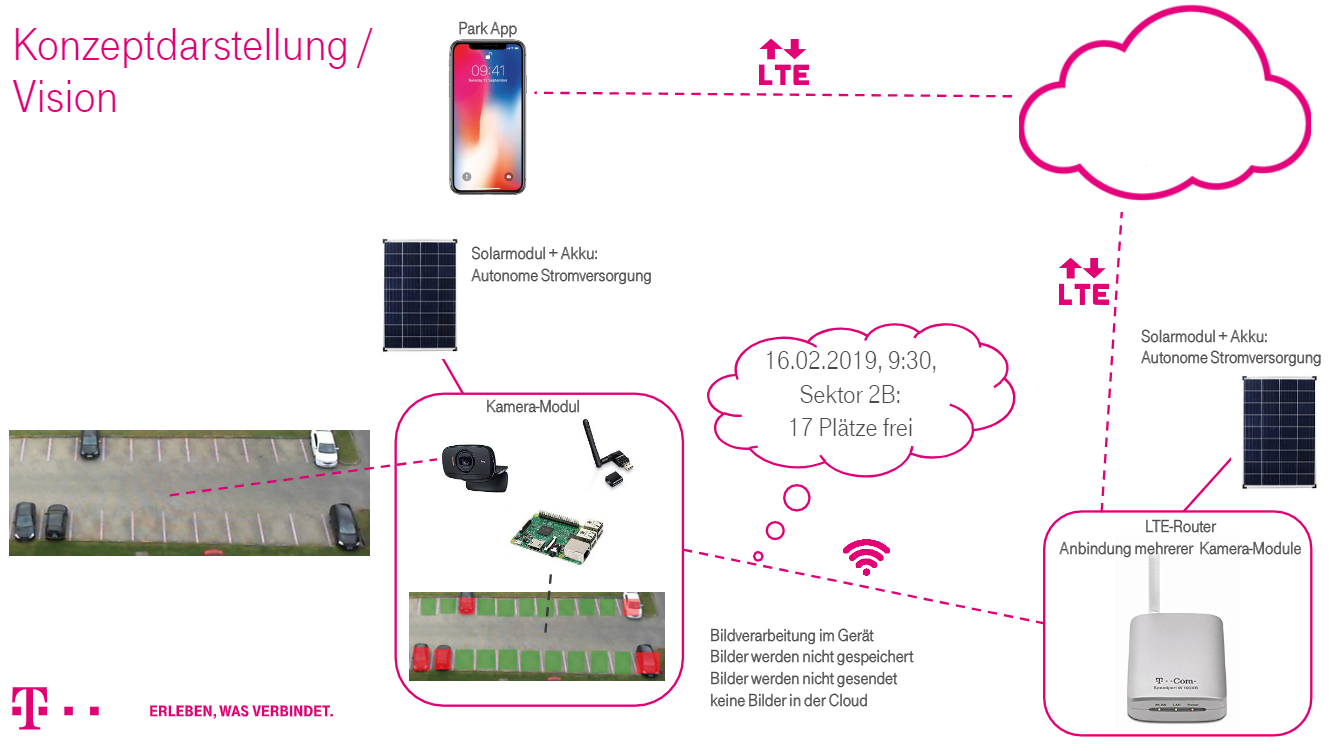 Konzeptdarstellung /
Vision
Park App
09:41
LTE
Solarmodul + Akku:
Autonome Stromversorgung
LTE
Solarmodul + Akku:
Autonome Stromversorgung
16.02.2019, 9:30,
Sektor 2B:
17 Plätze frei
Kamera-Modul
LTE-Router
Anbindung mehrerer Kamera-Module
T··Com·
Bildverarbeitung im Gerät
Bilder werden nicht gespeichert
Bilder werden nicht gesendet
keine Bilder in der Cloud
T · · ·
ERLEBEN, WAS VERBINDET.